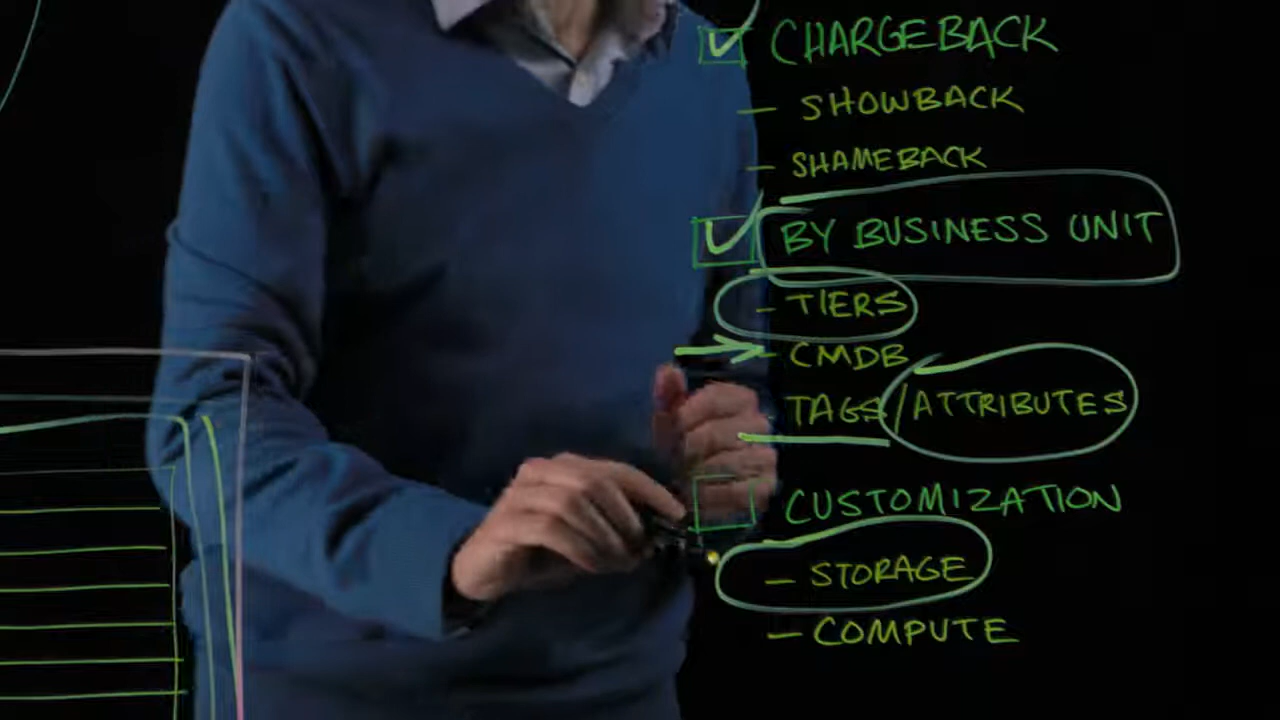 CHARGEBACK
- SHOWBACK
- SHAMEBACK
BY BUSINESS UNIT
- TIERS
- CMDB
TAGS/ATTRIBUTES
CUSTOMIZATION
- STORAGE
- COMPUTE